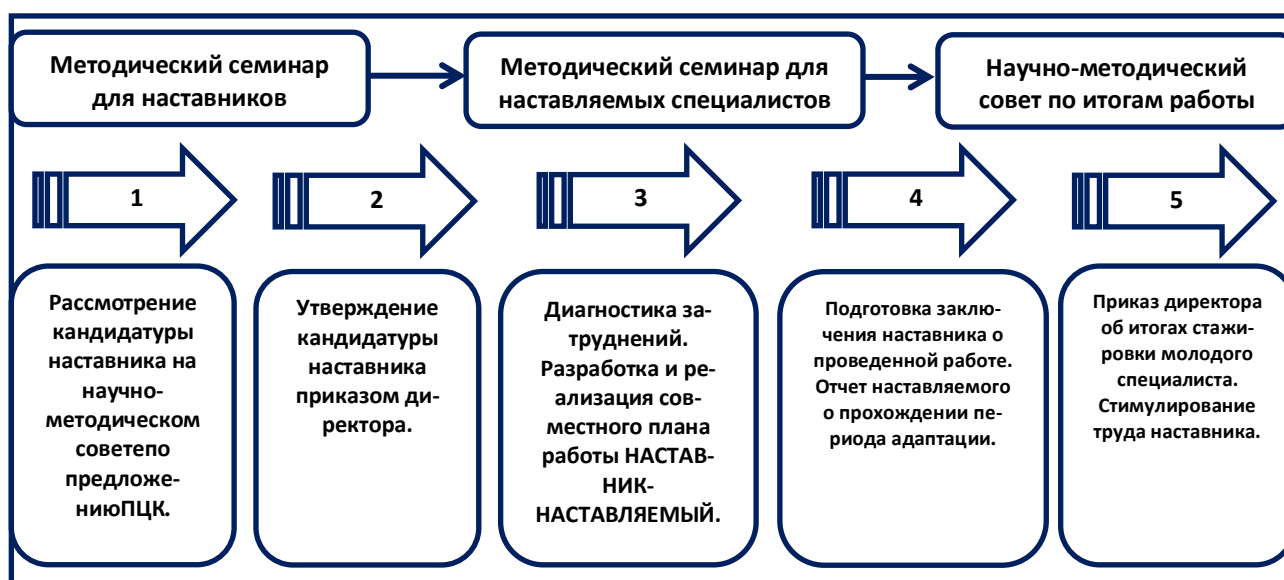 Методический семинар
для наставников
Методический семинар для
наставляемых специалистов
Научно-методический
совет по итогам работы
1
2
3
4
5
Рассмотрение
кандидатуры
наставника на
научно-
методическом
советепо
предложе-
ниюПЦК.
Утверждение
кандидатуры
наставника
приказом ди-
ректора.
Диагностика за-
труднений.
Разработка и ре-
ализация сов-
местного плана
работы НАСТАВ-
НИК-
НАСТАВЛЯЕМЫЙ.
Подготовка заклю-
чения наставника о
проведенной работе.
Отчет наставляемого
о прохождении пе-
риода адаптации.
Приказ директора
об итогах стажи-
ровки молодого
специалиста.
Стимулирование
труда наставника.